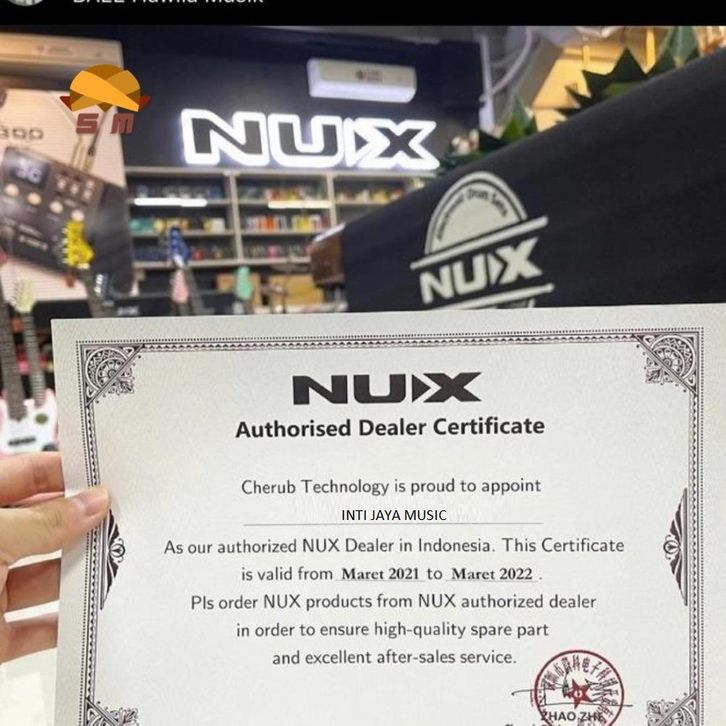 SM
NUX
NUX
NUX
Authorised Dealer Certificate
Cherub Technology is proud to appoint
INTI JAYA MUSIC
As our authorized NUX Dealer in Indonesia. This Certificate
is valid from Maret 2021 to Maret 2022 .
Pls order NUX products from NUX authorized dealer
in order to ensure high-quality spare part
and excellent after-sales service.